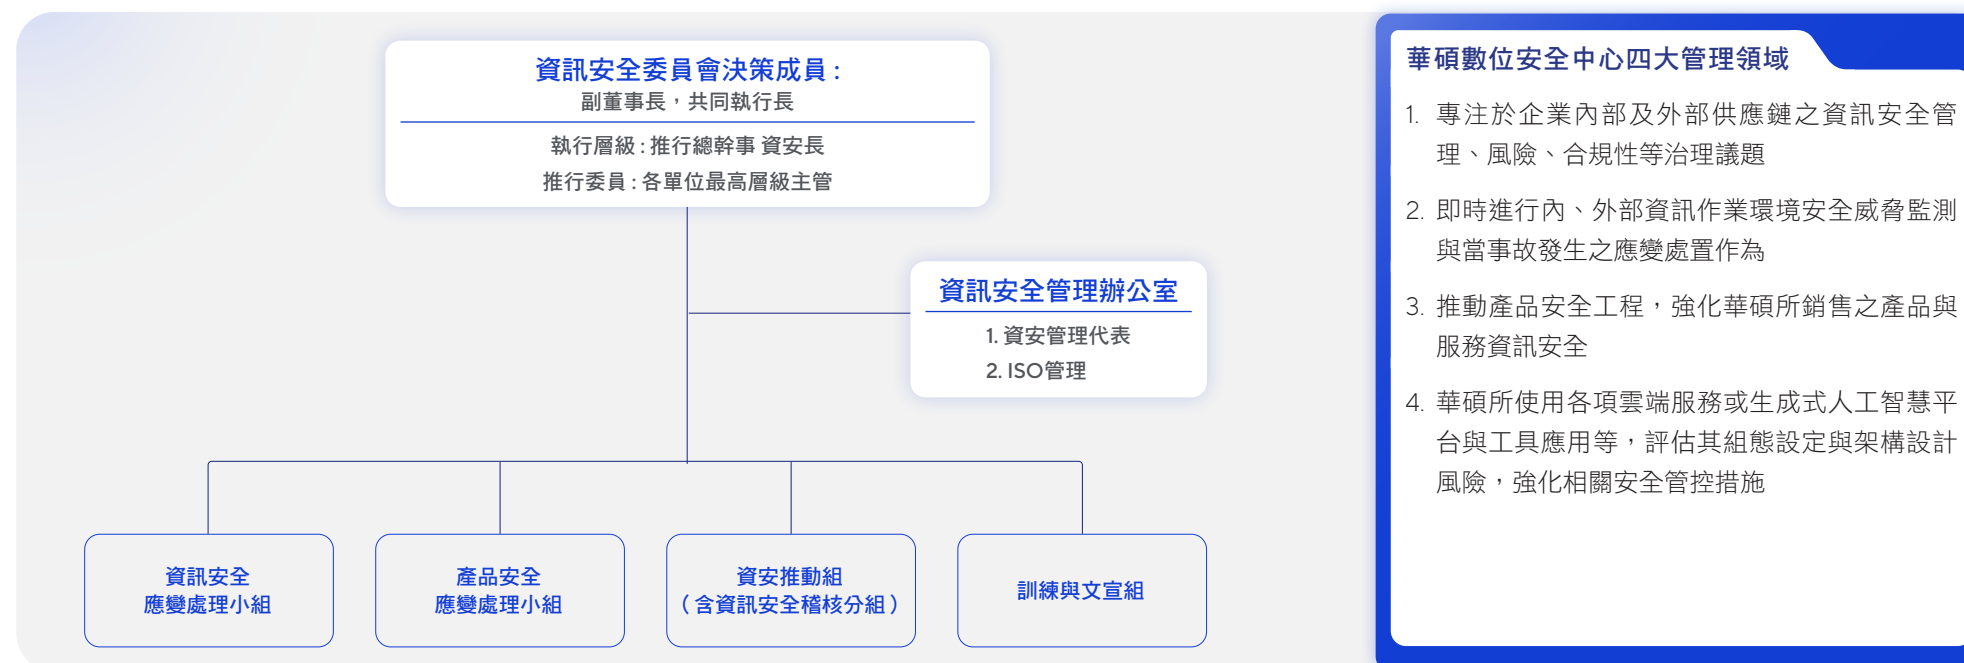 資訊安全委員會決策成員 :
副董事長，共同執行長
執行層級 : 推行總幹事 資安長
推行委員 : 各單位最高層級主管
資訊安全管理辦公室
1. 資安管理代表
2. ISO管理
資訊安全
應變處理小組
產品安全
應變處理小組
資安推動組
（含資訊安全稽核分組）
訓練與文宣組
華碩數位安全中心四大管理領域
1. 專注於企業內部及外部供應鏈之資訊安全管
理、風險、合規性等治理議題
2. 即時進行內、外部資訊作業環境安全威脅監測
與當事故發生之應變處置作為
3. 推動產品安全工程，強化華碩所銷售之產品與
服務資訊安全
4. 華碩所使用各項雲端服務或生成式人工智慧平
台與工具應用等，評估其組態設定與架構設計
風險，強化相關安全管控措施